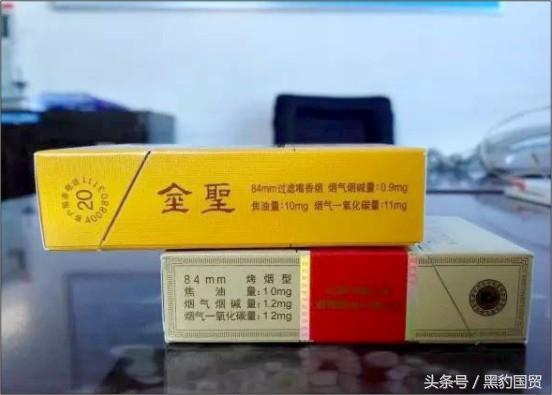 金聖
84mm过滤嘴香烟 烟气烟碱量:0.9mg
焦油量:10mg 烟气一氧化碳量:11mg
20
84mm 烤烟型
焦油量:10mg
烟气烟碱量:1.2mg
烟气一氧化碳量:12mg
头条号/黑豹国贸